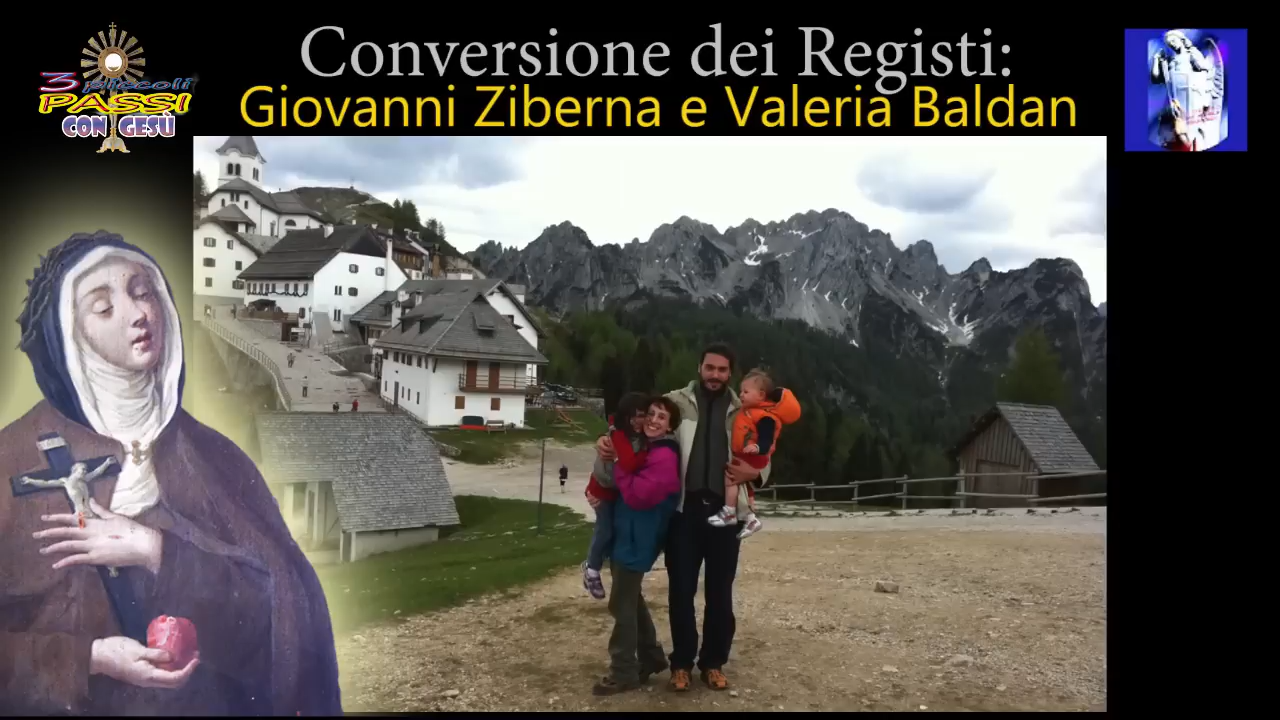 Conversione dei Registi:
3 piccoli
PASSI
CON GESÙ
Giovanni Ziberna e Valeria Baldan